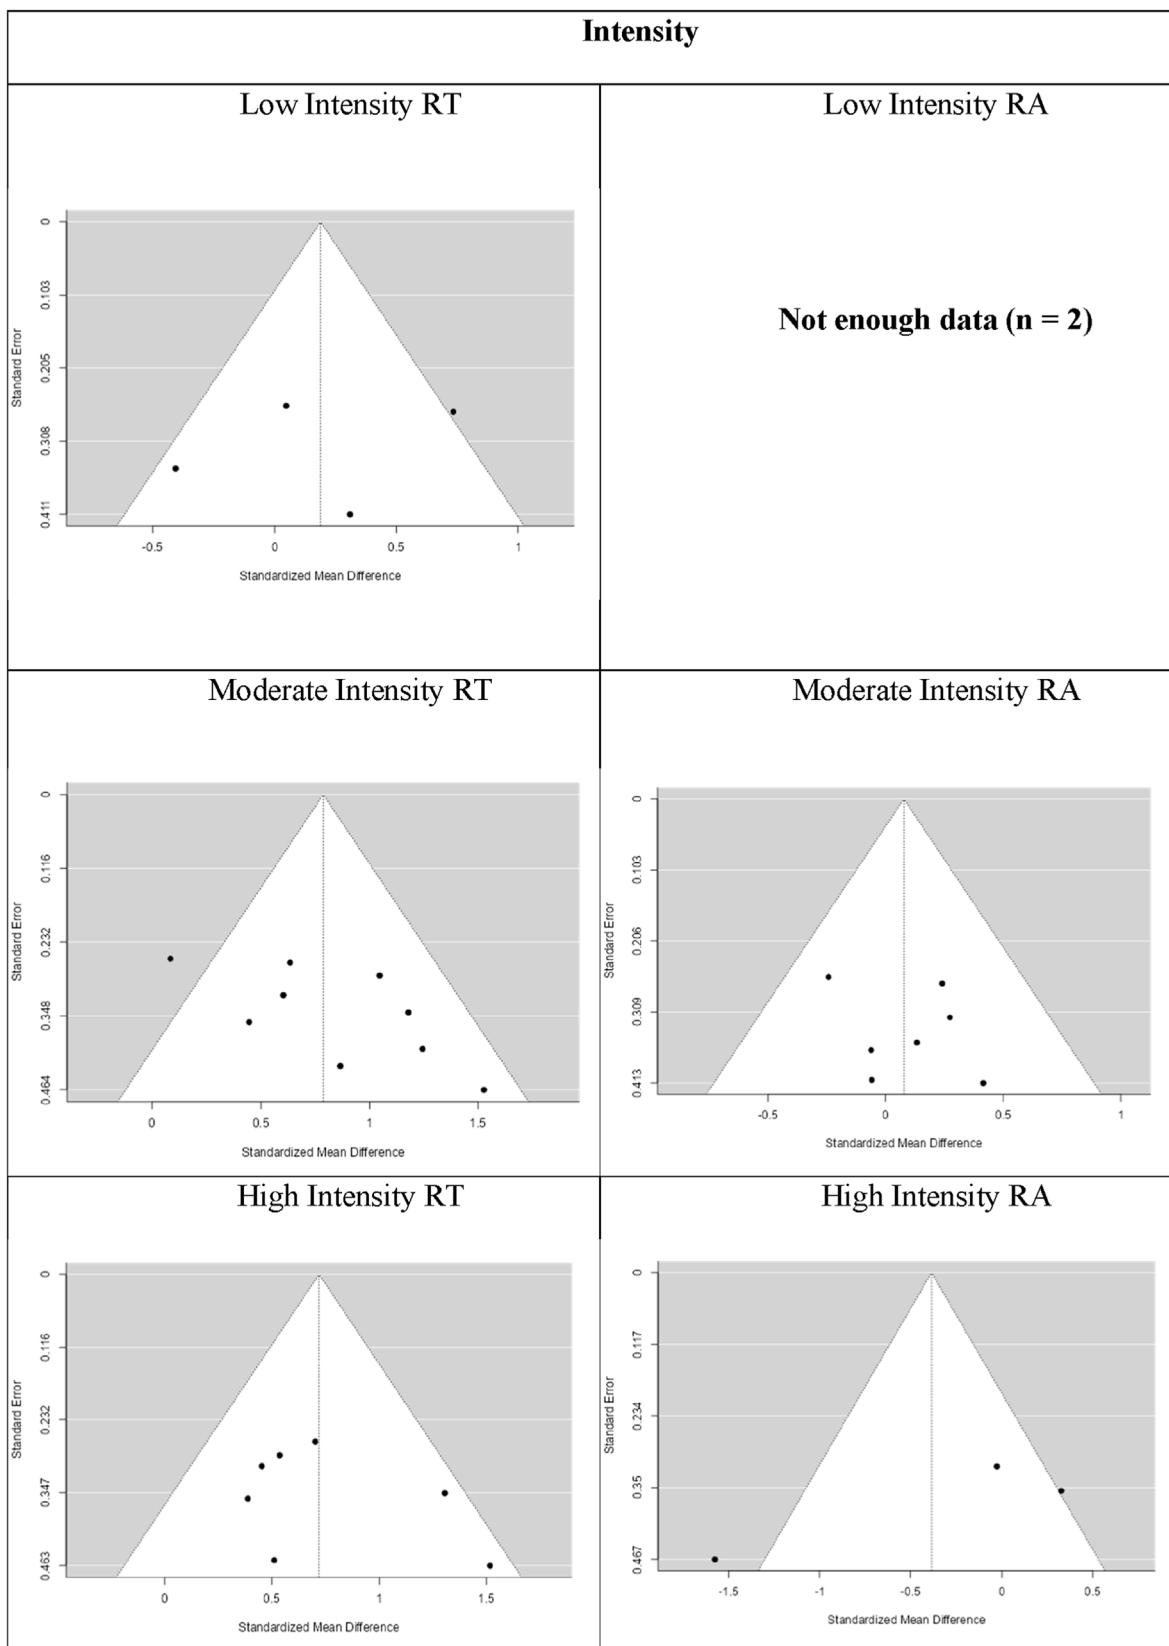 Intensity
Low Intensity RT
Low Intensity RA
Standard Error
0
0.103
0.205
0.308
0.411
-0.5
0
0.5
1
Standardized Mean Difference
Not enough data (n = 2)
Moderate Intensity RT
Moderate Intensity RA
Standard Error
0
0.116
0.232
0.348
0.464
0
0.5
1
1.5
Standardized Mean Difference
Standard Error
0
0.103
0.206
0.309
0.413
-0.5
0
0.5
1
Standardized Mean Difference
High Intensity RT
High Intensity RA
Standard Error
0
0.116
0.232
0.347
0.463
0
0.5
1
1.5
Standardized Mean Difference
Standard Error
0
0.117
0.234
0.35
0.467
-1.5
-1
-0.5
0
0.5
Standardized Mean Difference